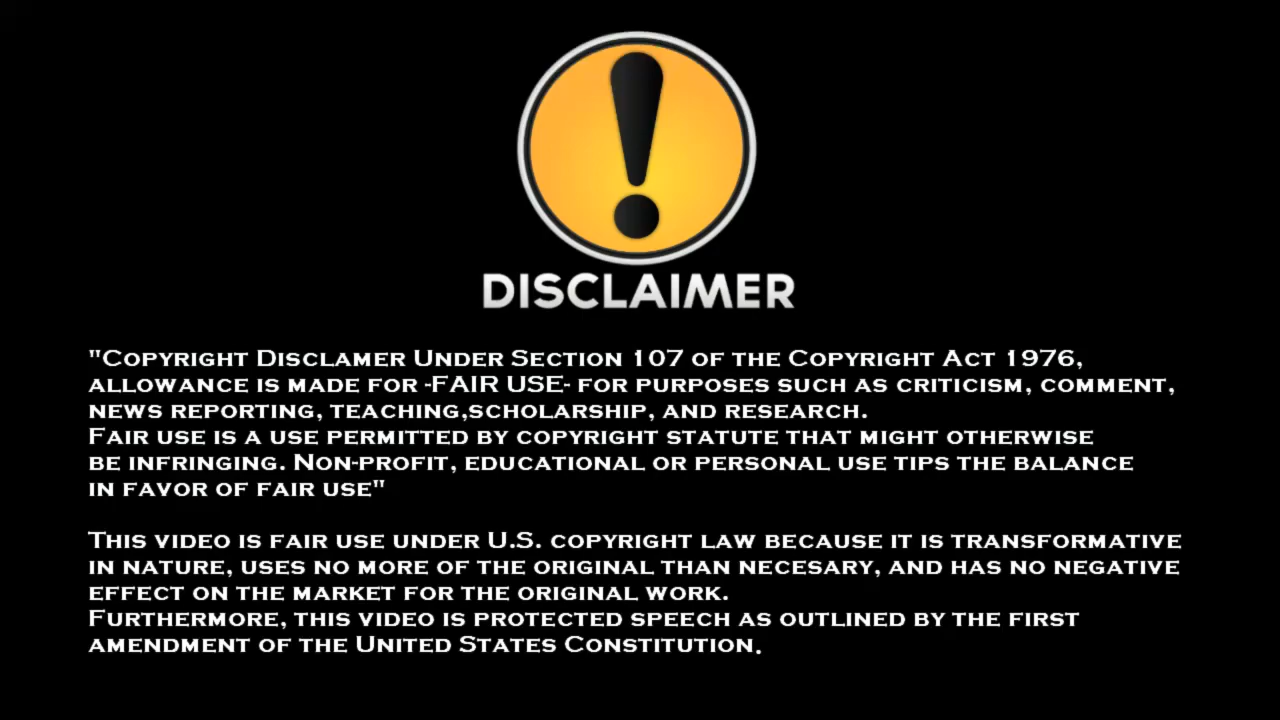 DISCLAIMER
"Copyright Disclamer Under Section 107 of the Copyright Act 1976,
allowance is made for -FAIR USE- for purposes such as criticism, comment,
news reporting, teaching,scholarship, and research.
Fair use is a use permitted by copyright statute that might otherwise
be infringing. Non-profit, educational or personal use tips the balance
in favor of fair use"
This video is fair use under U.S. copyright law because it is transformative
in nature, uses no more of the original than necesary, and has no negative
effect on the market for the original work.
Furthermore, this video is protected speech as outlined by the first
amendment of the United States Constitution.